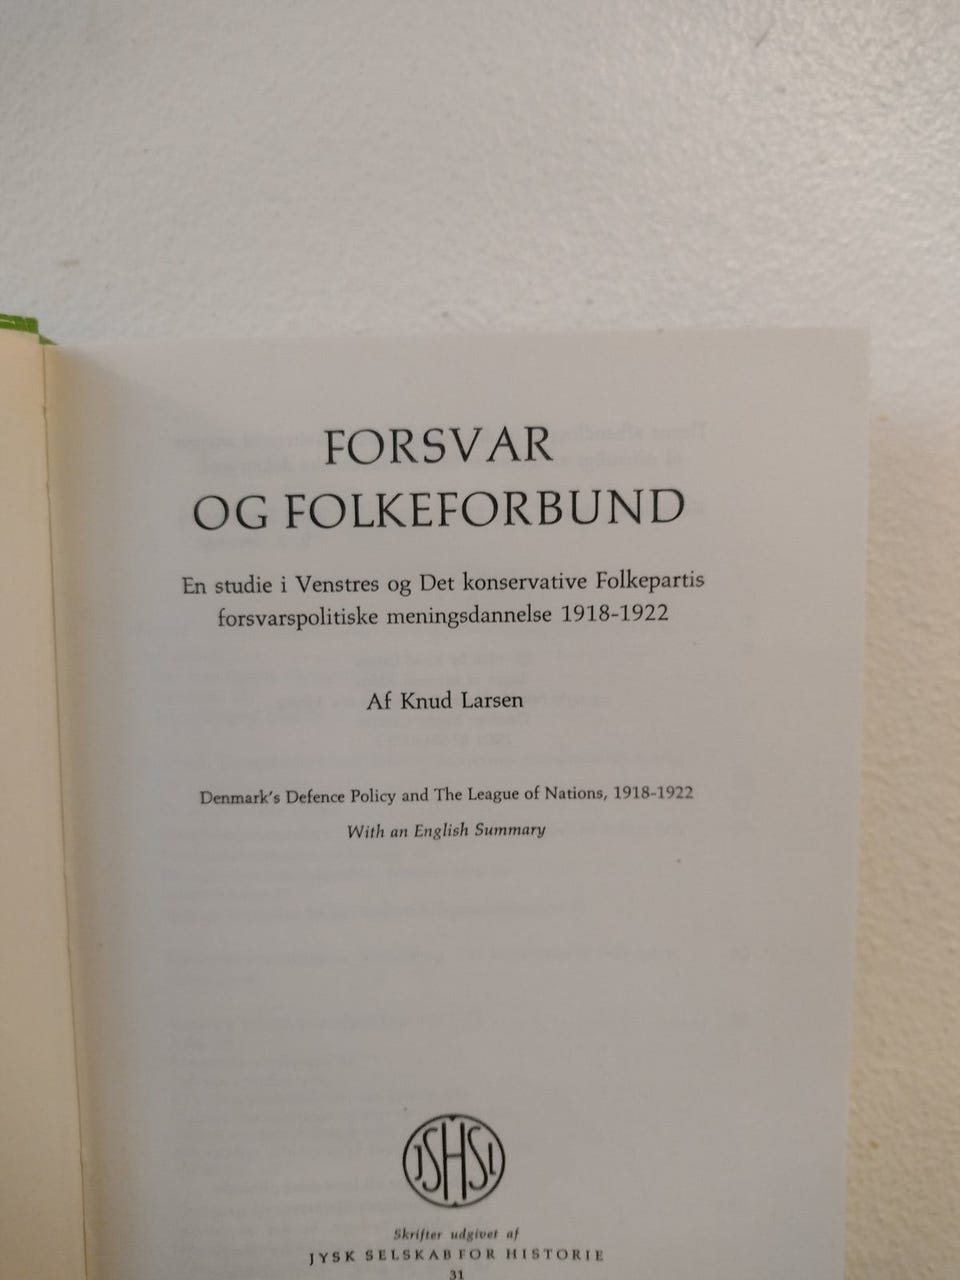 FORSVAR
OG FOLKEFORBUND
En studie i Venstres og Det konservative Folkepartis
forsvarspolitiske meningsdannelse 1918-1922
Af Knud Larsen
Denmark's Defence Policy and The League of Nations, 1918-1922
With an English Summary
JSHSL
Skrifter udgivet af
JYSK SELSKAB FOR HISTORIE
31